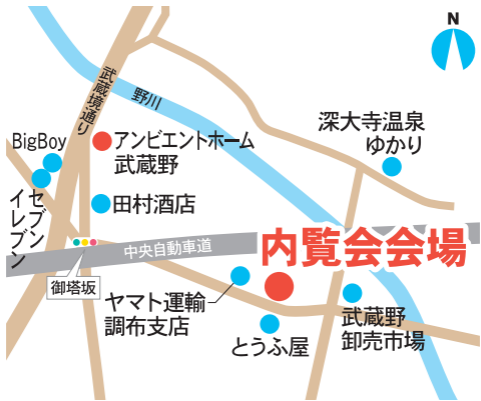 N
武蔵境通り
野川
深大寺温泉
ゆかり
BigBoy
アンビエントホーム
武蔵野
セブン
イレブン
田村酒店
中央自動車道
内覧会会場
御塔坂
ヤマト運輸
調布支店
とうふ屋
武蔵野
卸売市場